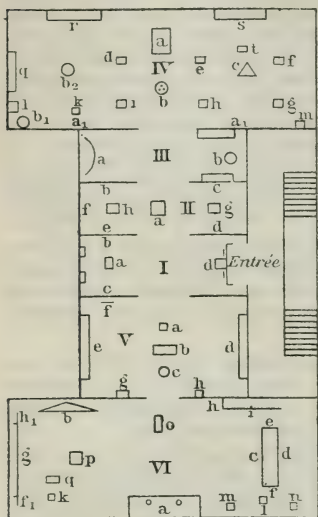 r s
a t
d IV e c f
q b₂
l k ı b h g
b₁ a₁ a₁ m
a III b
b c
f h a II g
e d
b
a I d Entrée
c
f
a
e V b d
c
g h
h
b i
h₁ o e
g p c d
q VI
f₁ k f
a m l n